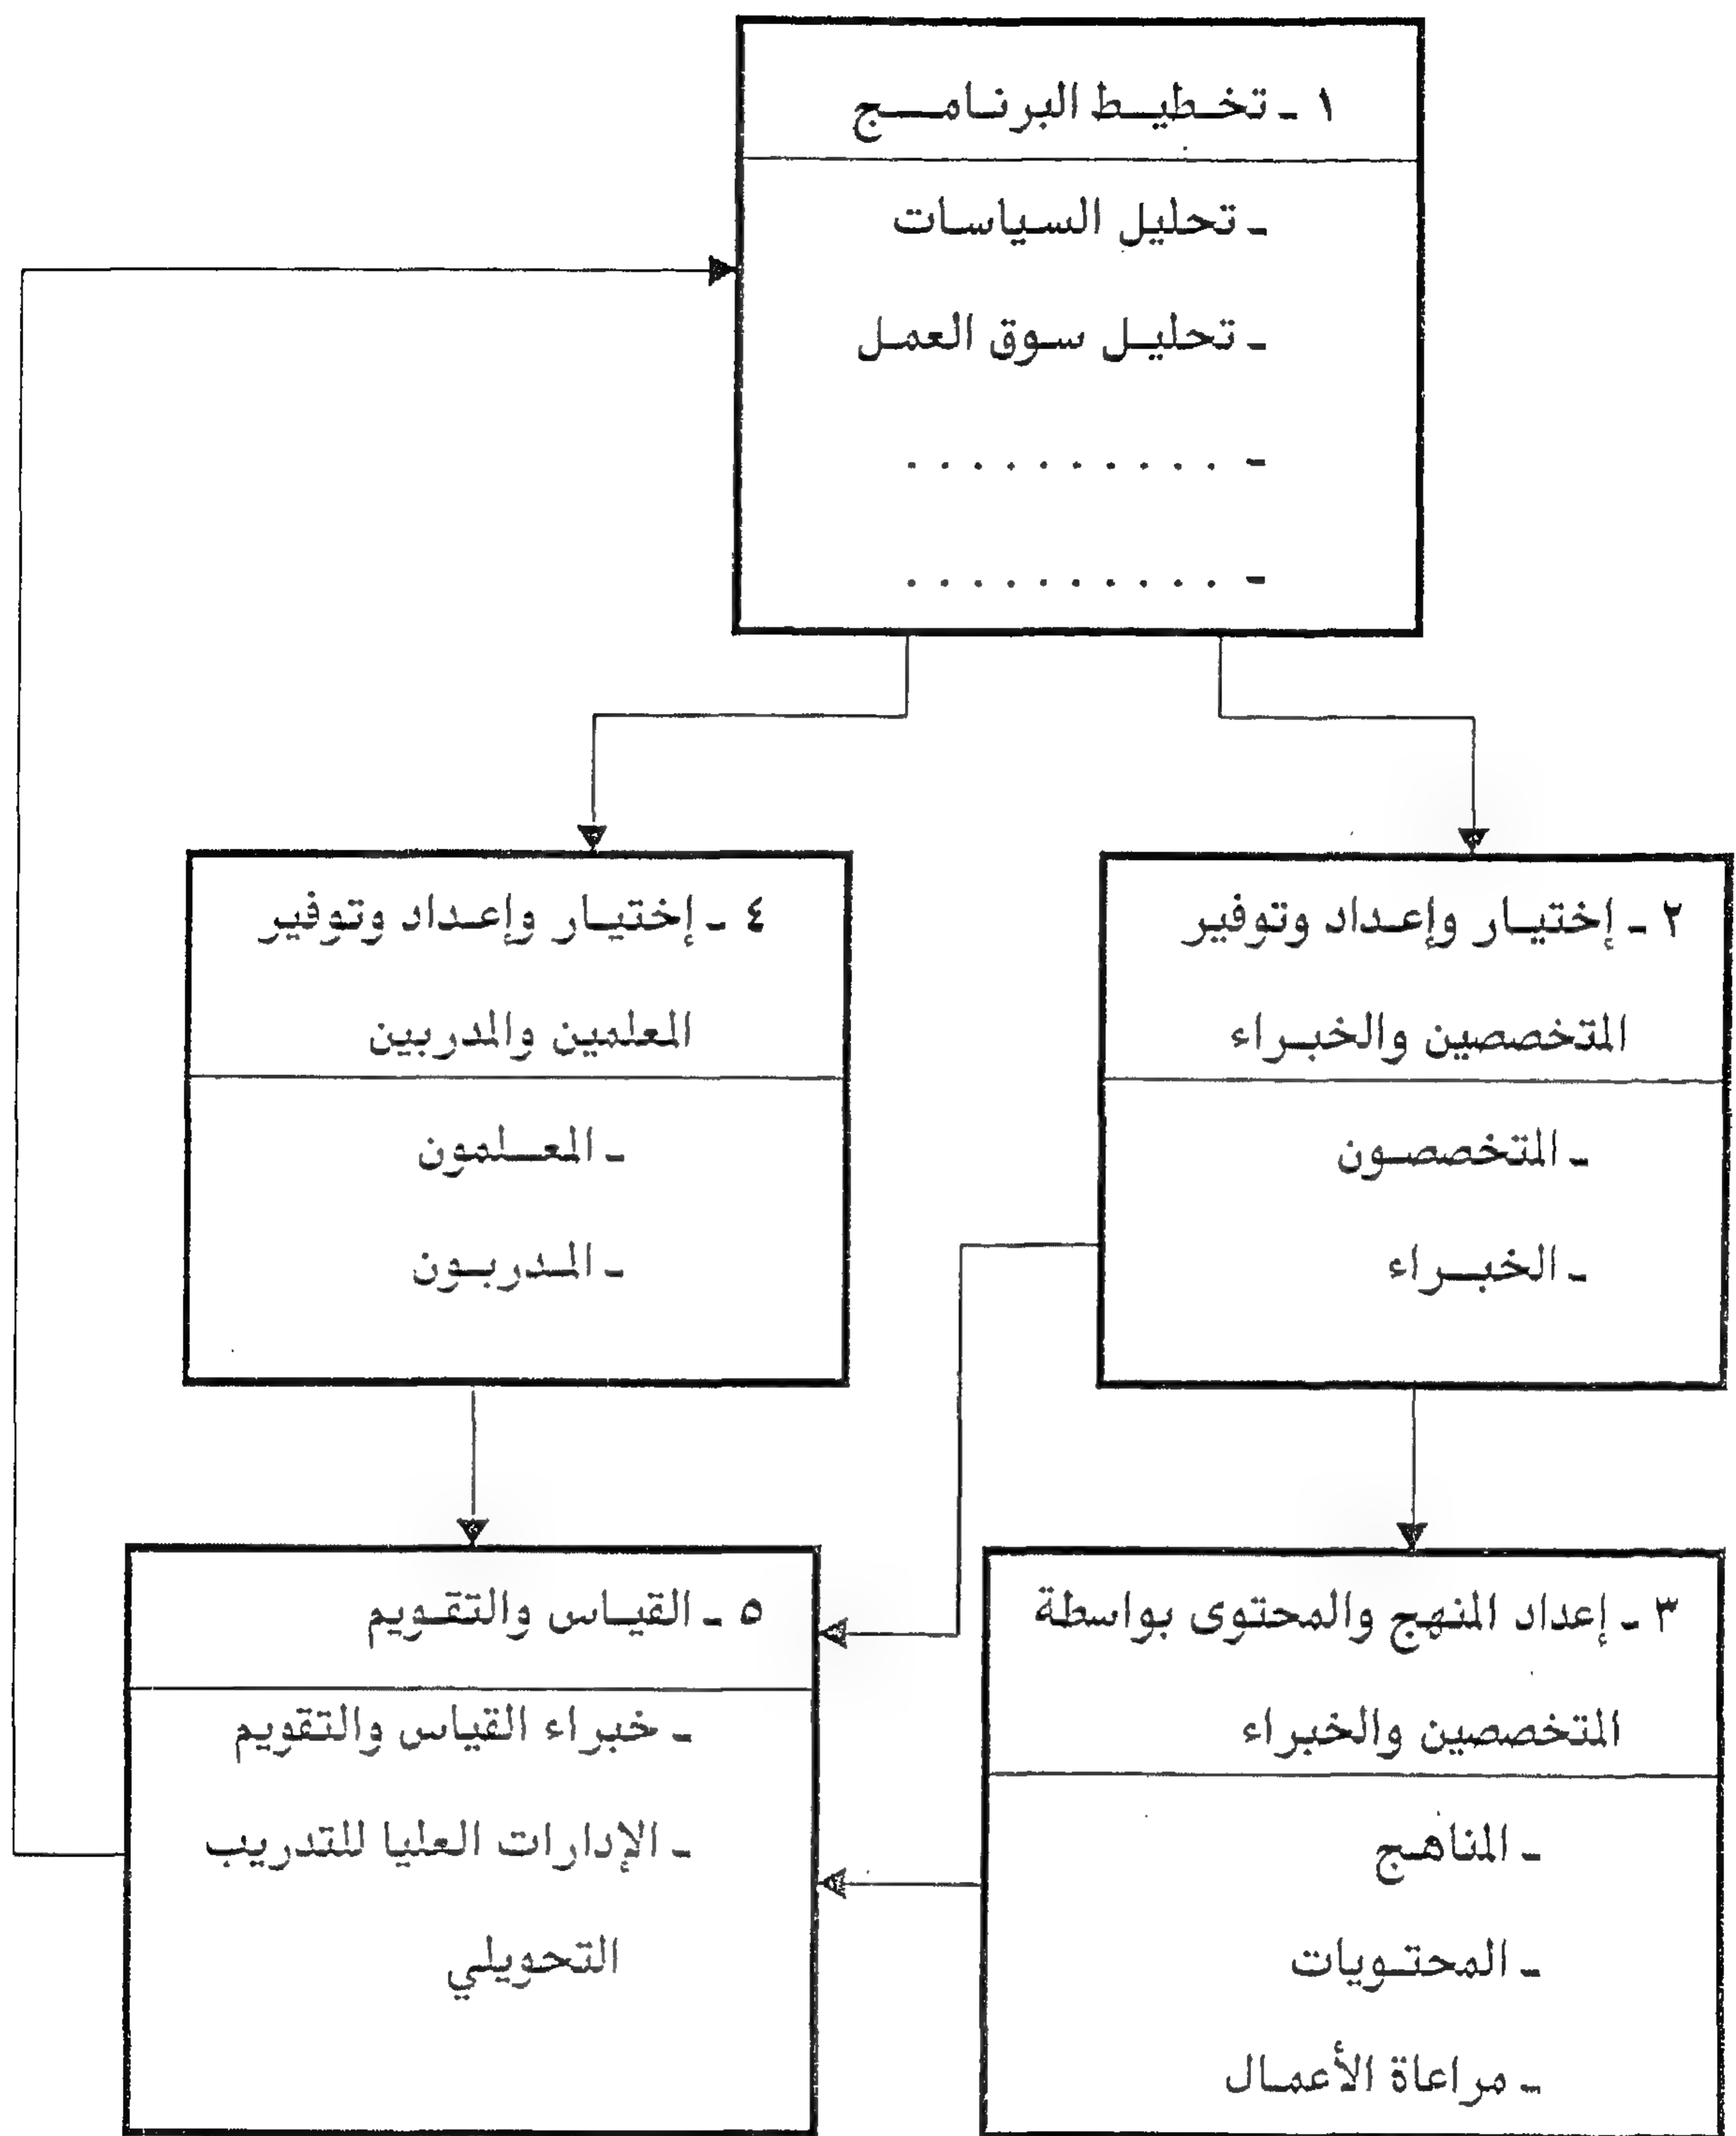 ١ - تخطيط البرنامج
- تحليل السياسات
- تحليل سوق العمل
- . . . . . . . . . .
- . . . . . . . . . .
٢ - إختيار وإعداد وتوفير
المتخصصين والخبراء
- المتخصصون
- الخبراء
٤ - إختيار وإعداد وتوفير
المعلمين والمدربين
- المعلمون
- المدربون
٣ - إعداد المنهج والمحتوى بواسطة
المتخصصين والخبراء
- المناهج
- المحتويات
- مراعاة الأعمال
٥ - القياس والتقويم
- خبراء القياس والتقويم
- الإدارات العليا للتدريب
التحويلي